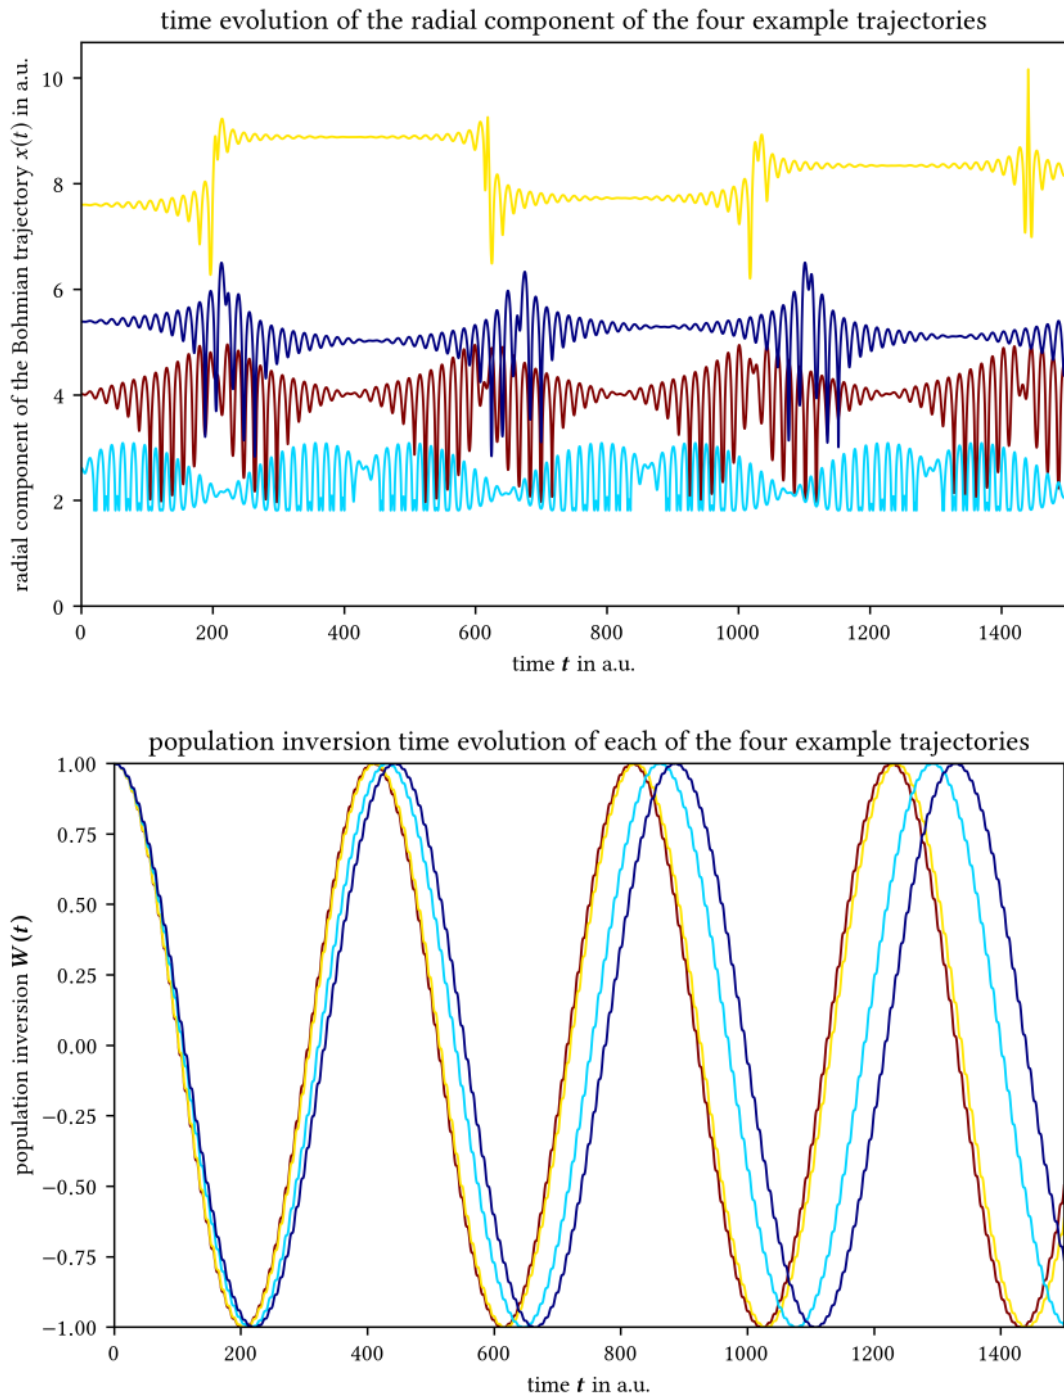 time evolution of the radial component of the four example trajectories
radial component of the Bohmian trajectory x(t) in a.u.
10
8
6
4
2
0
0 200 400 600 800 1000 1200 1400
time t in a.u.
population inversion time evolution of each of the four example trajectories
population inversion W(t)
1.00
0.75
0.50
0.25
0.00
−0.25
−0.50
−0.75
−1.00
0 200 400 600 800 1000 1200 1400
time t in a.u.